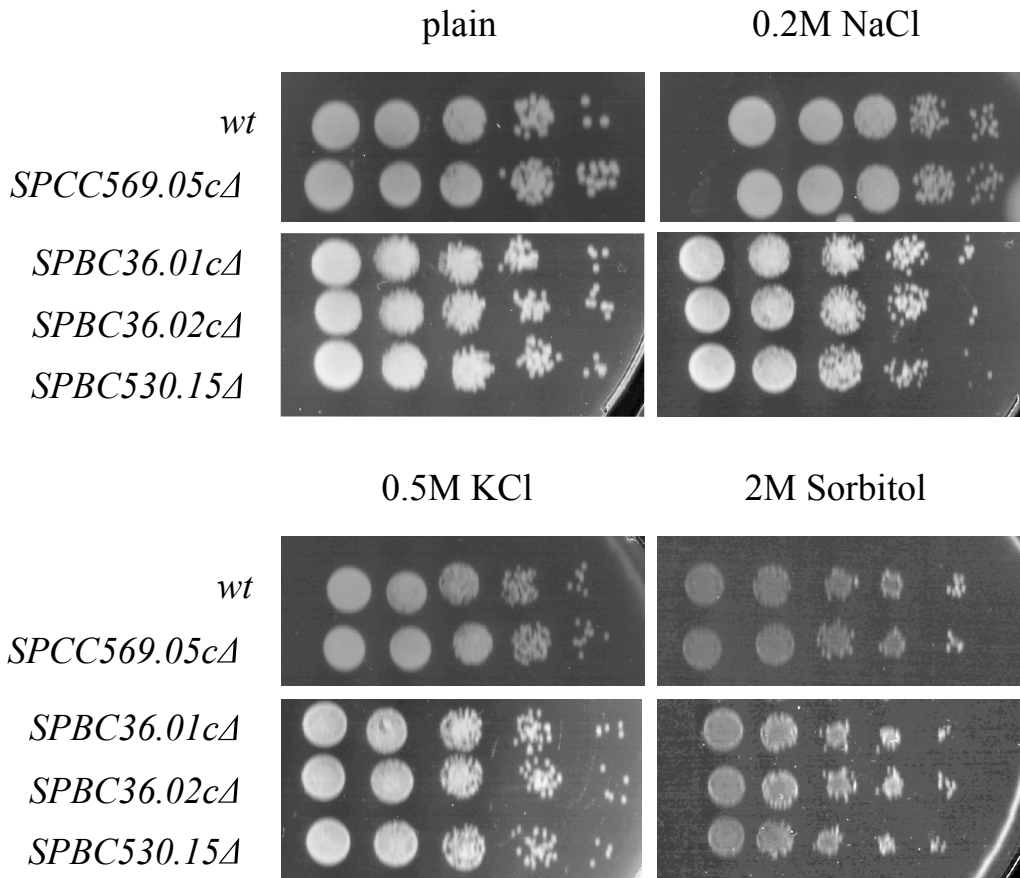 plain 0.2M NaCl
wt
SPCC569.05cΔ
SPBC36.01cΔ
SPBC36.02cΔ
SPBC530.15Δ
0.5M KCl 2M Sorbitol
wt
SPCC569.05cΔ
SPBC36.01cΔ
SPBC36.02cΔ
SPBC530.15Δ